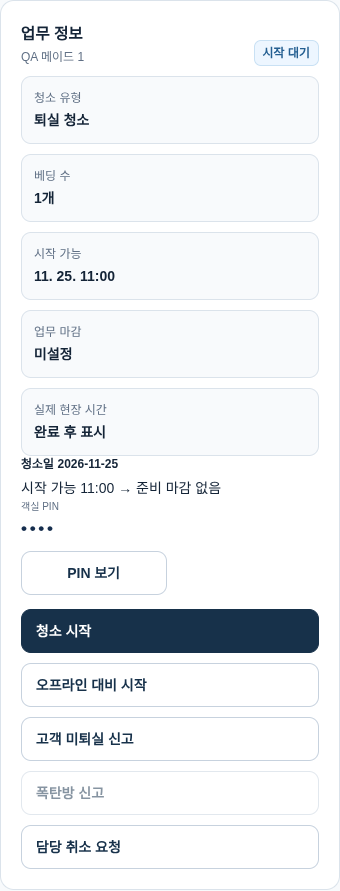 업무 정보
QA 메이드 1
시작 대기
청소 유형
퇴실 청소
베딩 수
1개
시작 가능
11. 25. 11:00
업무 마감
미설정
실제 현장 시간
완료 후 표시
청소일 2026-11-25
시작 가능 11:00 → 준비 마감 없음
객실 PIN
••••
PIN 보기
청소 시작
오프라인 대비 시작
고객 미퇴실 신고
폭탄방 신고
담당 취소 요청